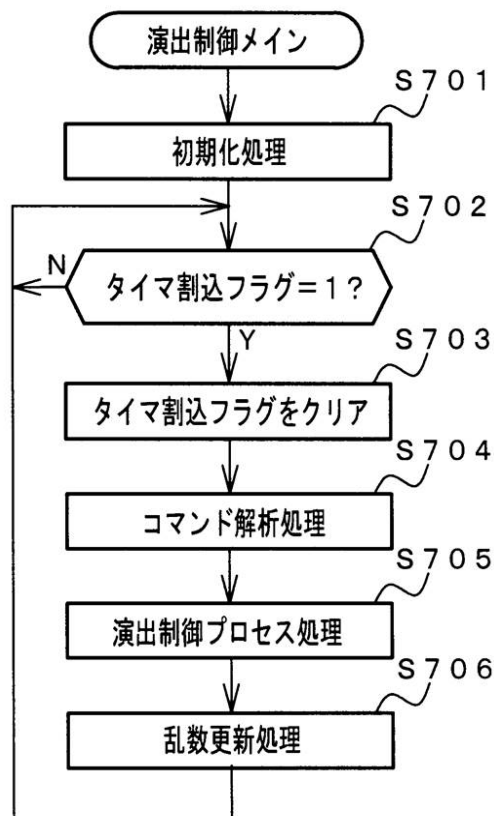 演出制御メイン
S701
初期化処理
S702
N
タイマ割込フラグ＝1?
Y
S703
タイマ割込フラグをクリア
S704
コマンド解析処理
S705
演出制御プロセス処理
S706
乱数更新処理